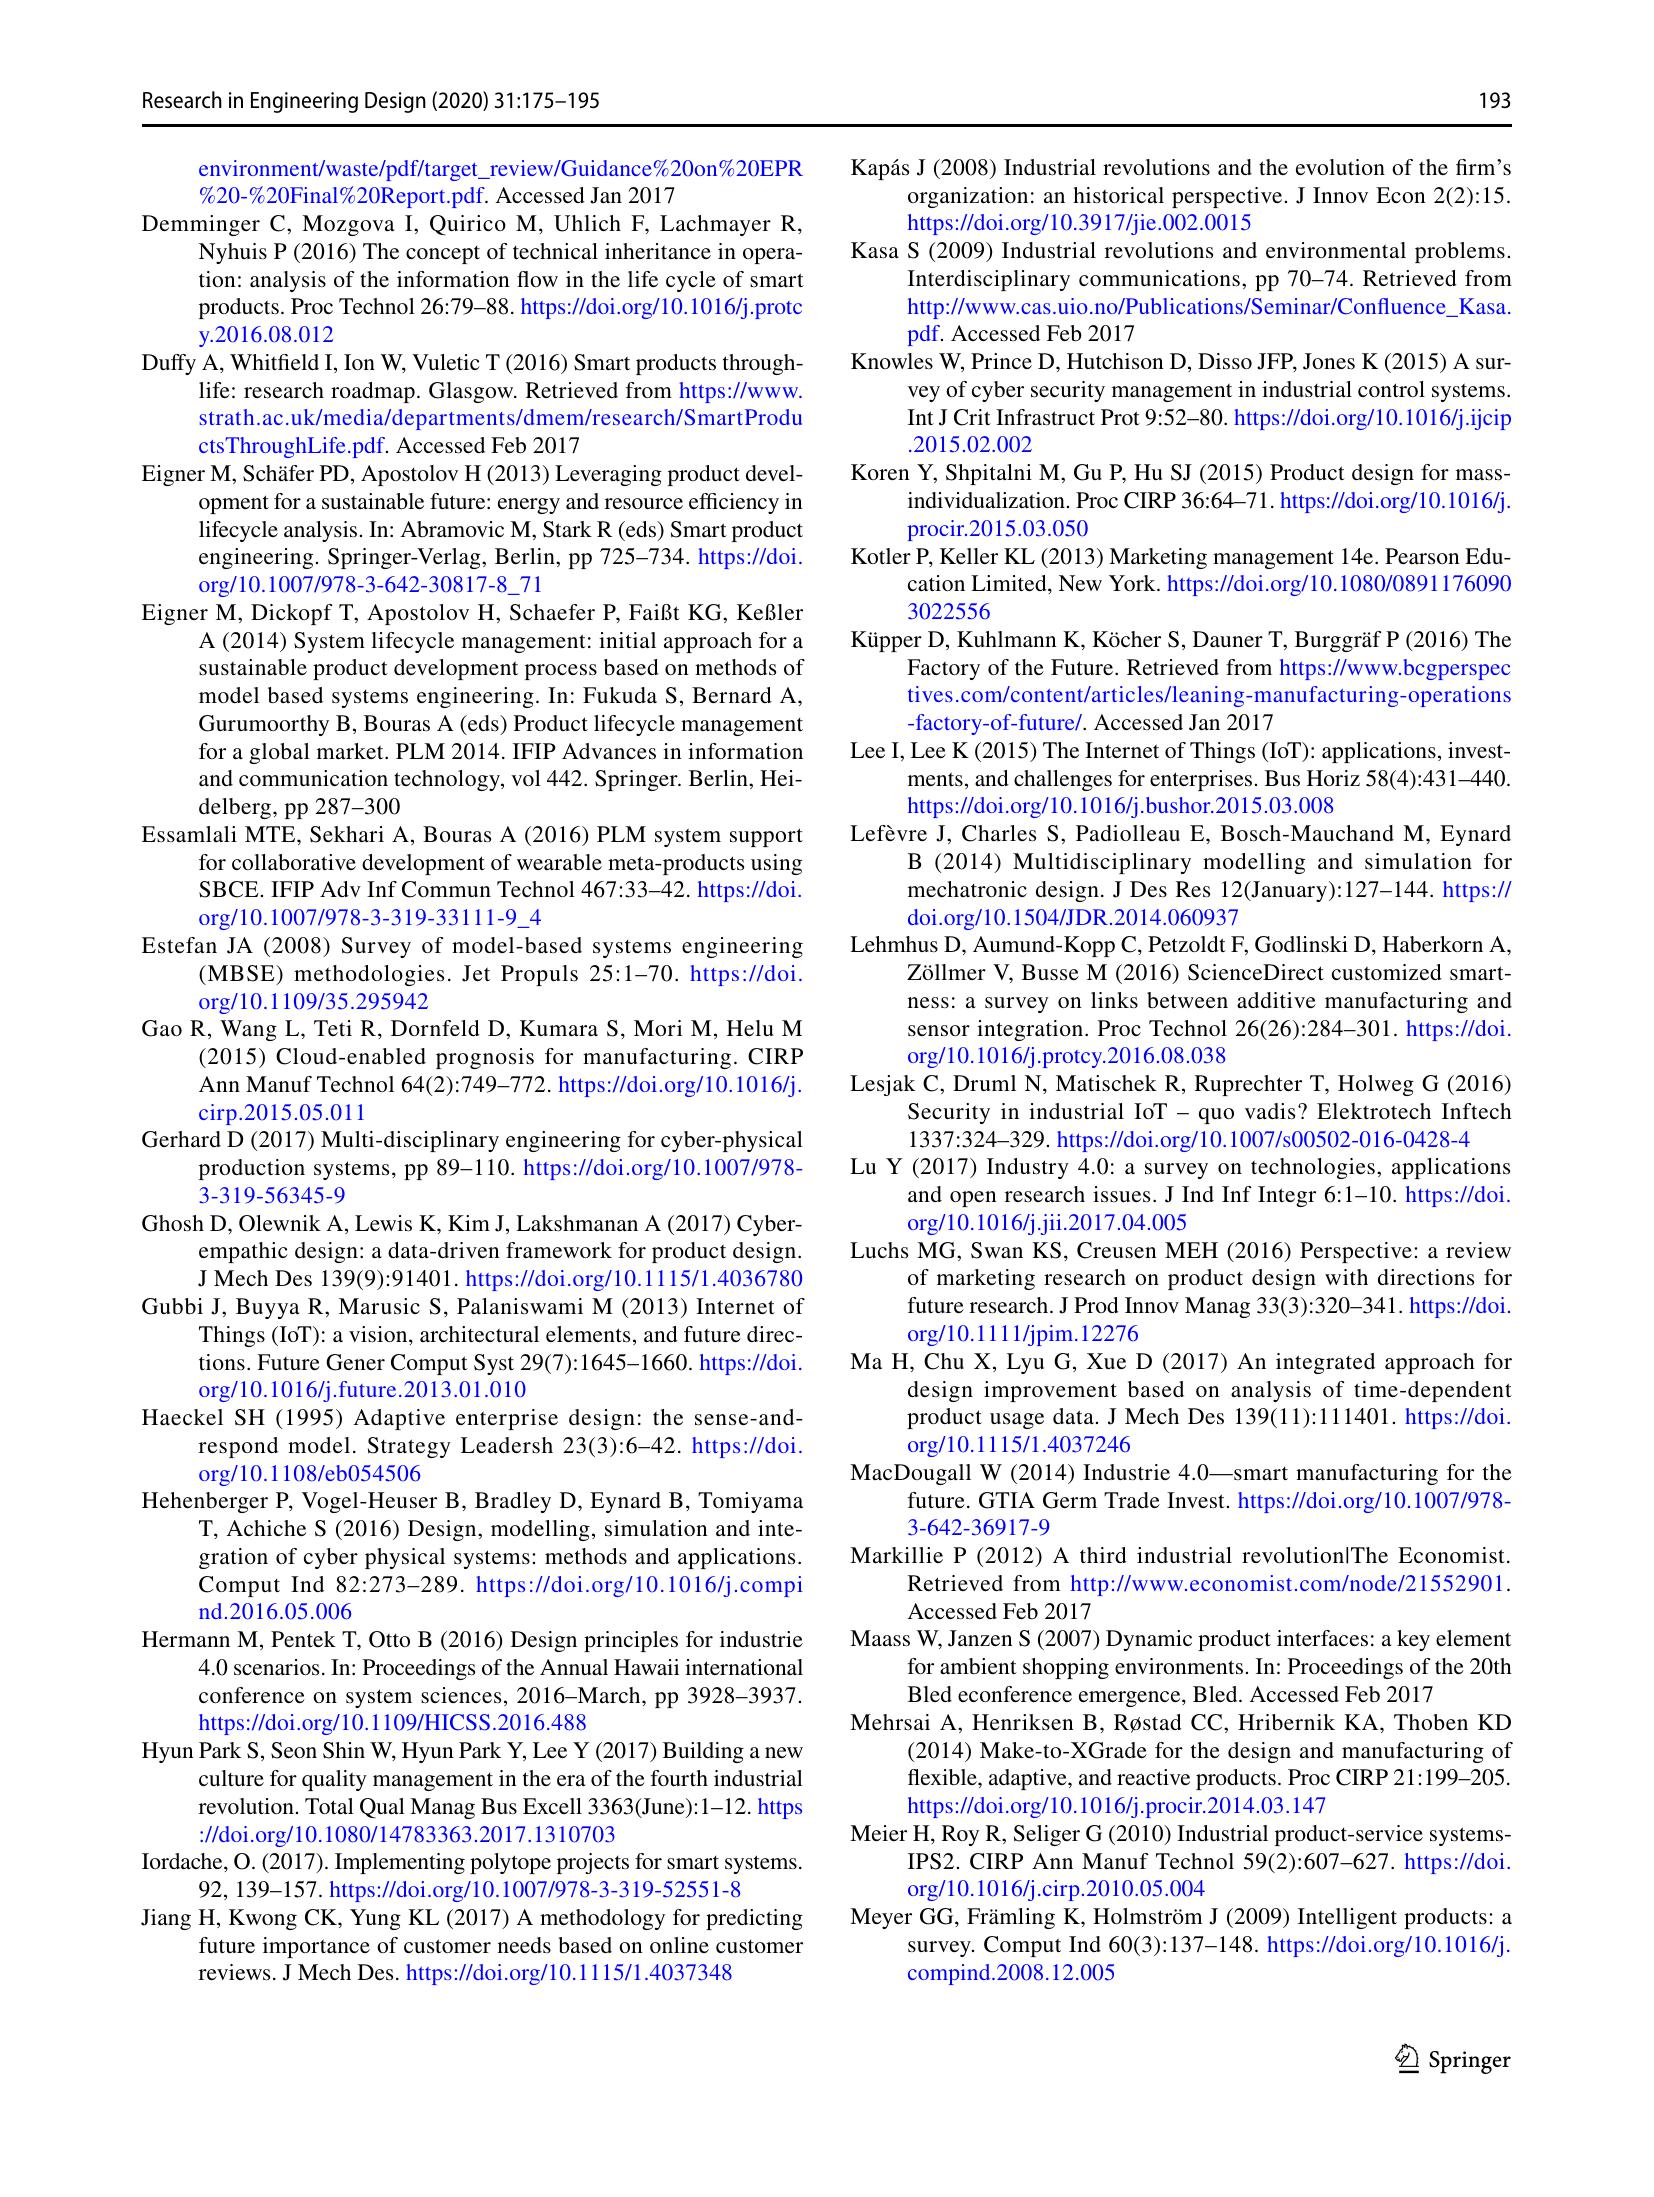 Research in Engineering Design (2020) 31:175–195
193
environment/waste/pdf/target_review/Guidance%20on%20EPR
%20-%20Final%20Report.pdf. Accessed Jan 2017
Demminger C, Mozgova I, Quirico M, Uhlich F, Lachmayer R,
Nyhuis P (2016) The concept of technical inheritance in opera-
tion: analysis of the information flow in the life cycle of smart
products. Proc Technol 26:79–88. https://doi.org/10.1016/j.protc
y.2016.08.012
Duffy A, Whitfield I, Ion W, Vuletic T (2016) Smart products through-
life: research roadmap. Glasgow. Retrieved from https://www.
strath.ac.uk/media/departments/dmem/research/SmartProdu
ctsThroughLife.pdf. Accessed Feb 2017
Eigner M, Schäfer PD, Apostolov H (2013) Leveraging product devel-
opment for a sustainable future: energy and resource efficiency in
lifecycle analysis. In: Abramovic M, Stark R (eds) Smart product
engineering. Springer-Verlag, Berlin, pp 725–734. https://doi.
org/10.1007/978-3-642-30817-8_71
Eigner M, Dickopf T, Apostolov H, Schaefer P, Faißt KG, Keßler
A (2014) System lifecycle management: initial approach for a
sustainable product development process based on methods of
model based systems engineering. In: Fukuda S, Bernard A,
Gurumoorthy B, Bouras A (eds) Product lifecycle management
for a global market. PLM 2014. IFIP Advances in information
and communication technology, vol 442. Springer. Berlin, Hei-
delberg, pp 287–300
Essamlali MTE, Sekhari A, Bouras A (2016) PLM system support
for collaborative development of wearable meta-products using
SBCE. IFIP Adv Inf Commun Technol 467:33–42. https://doi.
org/10.1007/978-3-319-33111-9_4
Estefan JA (2008) Survey of model-based systems engineering
(MBSE) methodologies. Jet Propuls 25:1–70. https://doi.
org/10.1109/35.295942
Gao R, Wang L, Teti R, Dornfeld D, Kumara S, Mori M, Helu M
(2015) Cloud-enabled prognosis for manufacturing. CIRP
Ann Manuf Technol 64(2):749–772. https://doi.org/10.1016/j.
cirp.2015.05.011
Gerhard D (2017) Multi-disciplinary engineering for cyber-physical
production systems, pp 89–110. https://doi.org/10.1007/978-
3-319-56345-9
Ghosh D, Olewnik A, Lewis K, Kim J, Lakshmanan A (2017) Cyber-
empathic design: a data-driven framework for product design.
J Mech Des 139(9):91401. https://doi.org/10.1115/1.4036780
Gubbi J, Buyya R, Marusic S, Palaniswami M (2013) Internet of
Things (IoT): a vision, architectural elements, and future direc-
tions. Future Gener Comput Syst 29(7):1645–1660. https://doi.
org/10.1016/j.future.2013.01.010
Haeckel SH (1995) Adaptive enterprise design: the sense-and-
respond model. Strategy Leadersh 23(3):6–42. https://doi.
org/10.1108/eb054506
Hehenberger P, Vogel-Heuser B, Bradley D, Eynard B, Tomiyama
T, Achiche S (2016) Design, modelling, simulation and inte-
gration of cyber physical systems: methods and applications.
Comput Ind 82:273–289. https://doi.org/10.1016/j.compi
nd.2016.05.006
Hermann M, Pentek T, Otto B (2016) Design principles for industrie
4.0 scenarios. In: Proceedings of the Annual Hawaii international
conference on system sciences, 2016–March, pp 3928–3937.
https://doi.org/10.1109/HICSS.2016.488
Hyun Park S, Seon Shin W, Hyun Park Y, Lee Y (2017) Building a new
culture for quality management in the era of the fourth industrial
revolution. Total Qual Manag Bus Excell 3363(June):1–12. https
://doi.org/10.1080/14783363.2017.1310703
Iordache, O. (2017). Implementing polytope projects for smart systems.
92, 139–157. https://doi.org/10.1007/978-3-319-52551-8
Jiang H, Kwong CK, Yung KL (2017) A methodology for predicting
future importance of customer needs based on online customer
reviews. J Mech Des. https://doi.org/10.1115/1.4037348
Kapás J (2008) Industrial revolutions and the evolution of the firm's
organization: an historical perspective. J Innov Econ 2(2):15.
https://doi.org/10.3917/jie.002.0015
Kasa S (2009) Industrial revolutions and environmental problems.
Interdisciplinary communications, pp 70–74. Retrieved from
http://www.cas.uio.no/Publications/Seminar/Confluence_Kasa.
pdf. Accessed Feb 2017
Knowles W, Prince D, Hutchison D, Disso JFP, Jones K (2015) A sur-
vey of cyber security management in industrial control systems.
Int J Crit Infrastruct Prot 9:52–80. https://doi.org/10.1016/j.ijcip
.2015.02.002
Koren Y, Shpitalni M, Gu P, Hu SJ (2015) Product design for mass-
individualization. Proc CIRP 36:64–71. https://doi.org/10.1016/j.
procir.2015.03.050
Kotler P, Keller KL (2013) Marketing management 14e. Pearson Edu-
cation Limited, New York. https://doi.org/10.1080/0891176090
3022556
Küpper D, Kuhlmann K, Köcher S, Dauner T, Burggräf P (2016) The
Factory of the Future. Retrieved from https://www.bcgperspec
tives.com/content/articles/leaning-manufacturing-operations
-factory-of-future/. Accessed Jan 2017
Lee I, Lee K (2015) The Internet of Things (IoT): applications, invest-
ments, and challenges for enterprises. Bus Horiz 58(4):431–440.
https://doi.org/10.1016/j.bushor.2015.03.008
Lefèvre J, Charles S, Padiolleau E, Bosch-Mauchand M, Eynard
B (2014) Multidisciplinary modelling and simulation for
mechatronic design. J Des Res 12(January):127–144. https://
doi.org/10.1504/JDR.2014.060937
Lehmhus D, Aumund-Kopp C, Petzoldt F, Godlinski D, Haberkorn A,
Zöllmer V, Busse M (2016) ScienceDirect customized smart-
ness: a survey on links between additive manufacturing and
sensor integration. Proc Technol 26(26):284–301. https://doi.
org/10.1016/j.protcy.2016.08.038
Lesjak C, Druml N, Matischek R, Ruprechter T, Holweg G (2016)
Security in industrial IoT – quo vadis? Elektrotech Inftech
1337:324–329. https://doi.org/10.1007/s00502-016-0428-4
Lu Y (2017) Industry 4.0: a survey on technologies, applications
and open research issues. J Ind Inf Integr 6:1–10. https://doi.
org/10.1016/j.jii.2017.04.005
Luchs MG, Swan KS, Creusen MEH (2016) Perspective: a review
of marketing research on product design with directions for
future research. J Prod Innov Manag 33(3):320–341. https://doi.
org/10.1111/jpim.12276
Ma H, Chu X, Lyu G, Xue D (2017) An integrated approach for
design improvement based on analysis of time-dependent
product usage data. J Mech Des 139(11):111401. https://doi.
org/10.1115/1.4037246
MacDougall W (2014) Industrie 4.0—smart manufacturing for the
future. GTIA Germ Trade Invest. https://doi.org/10.1007/978-
3-642-36917-9
Markillie P (2012) A third industrial revolution|The Economist.
Retrieved from http://www.economist.com/node/21552901.
Accessed Feb 2017
Maass W, Janzen S (2007) Dynamic product interfaces: a key element
for ambient shopping environments. In: Proceedings of the 20th
Bled econference emergence, Bled. Accessed Feb 2017
Mehrsai A, Henriksen B, Røstad CC, Hribernik KA, Thoben KD
(2014) Make-to-XGrade for the design and manufacturing of
flexible, adaptive, and reactive products. Proc CIRP 21:199–205.
https://doi.org/10.1016/j.procir.2014.03.147
Meier H, Roy R, Seliger G (2010) Industrial product-service systems-
IPS2. CIRP Ann Manuf Technol 59(2):607–627. https://doi.
org/10.1016/j.cirp.2010.05.004
Meyer GG, Främling K, Holmström J (2009) Intelligent products: a
survey. Comput Ind 60(3):137–148. https://doi.org/10.1016/j.
compind.2008.12.005
Springer